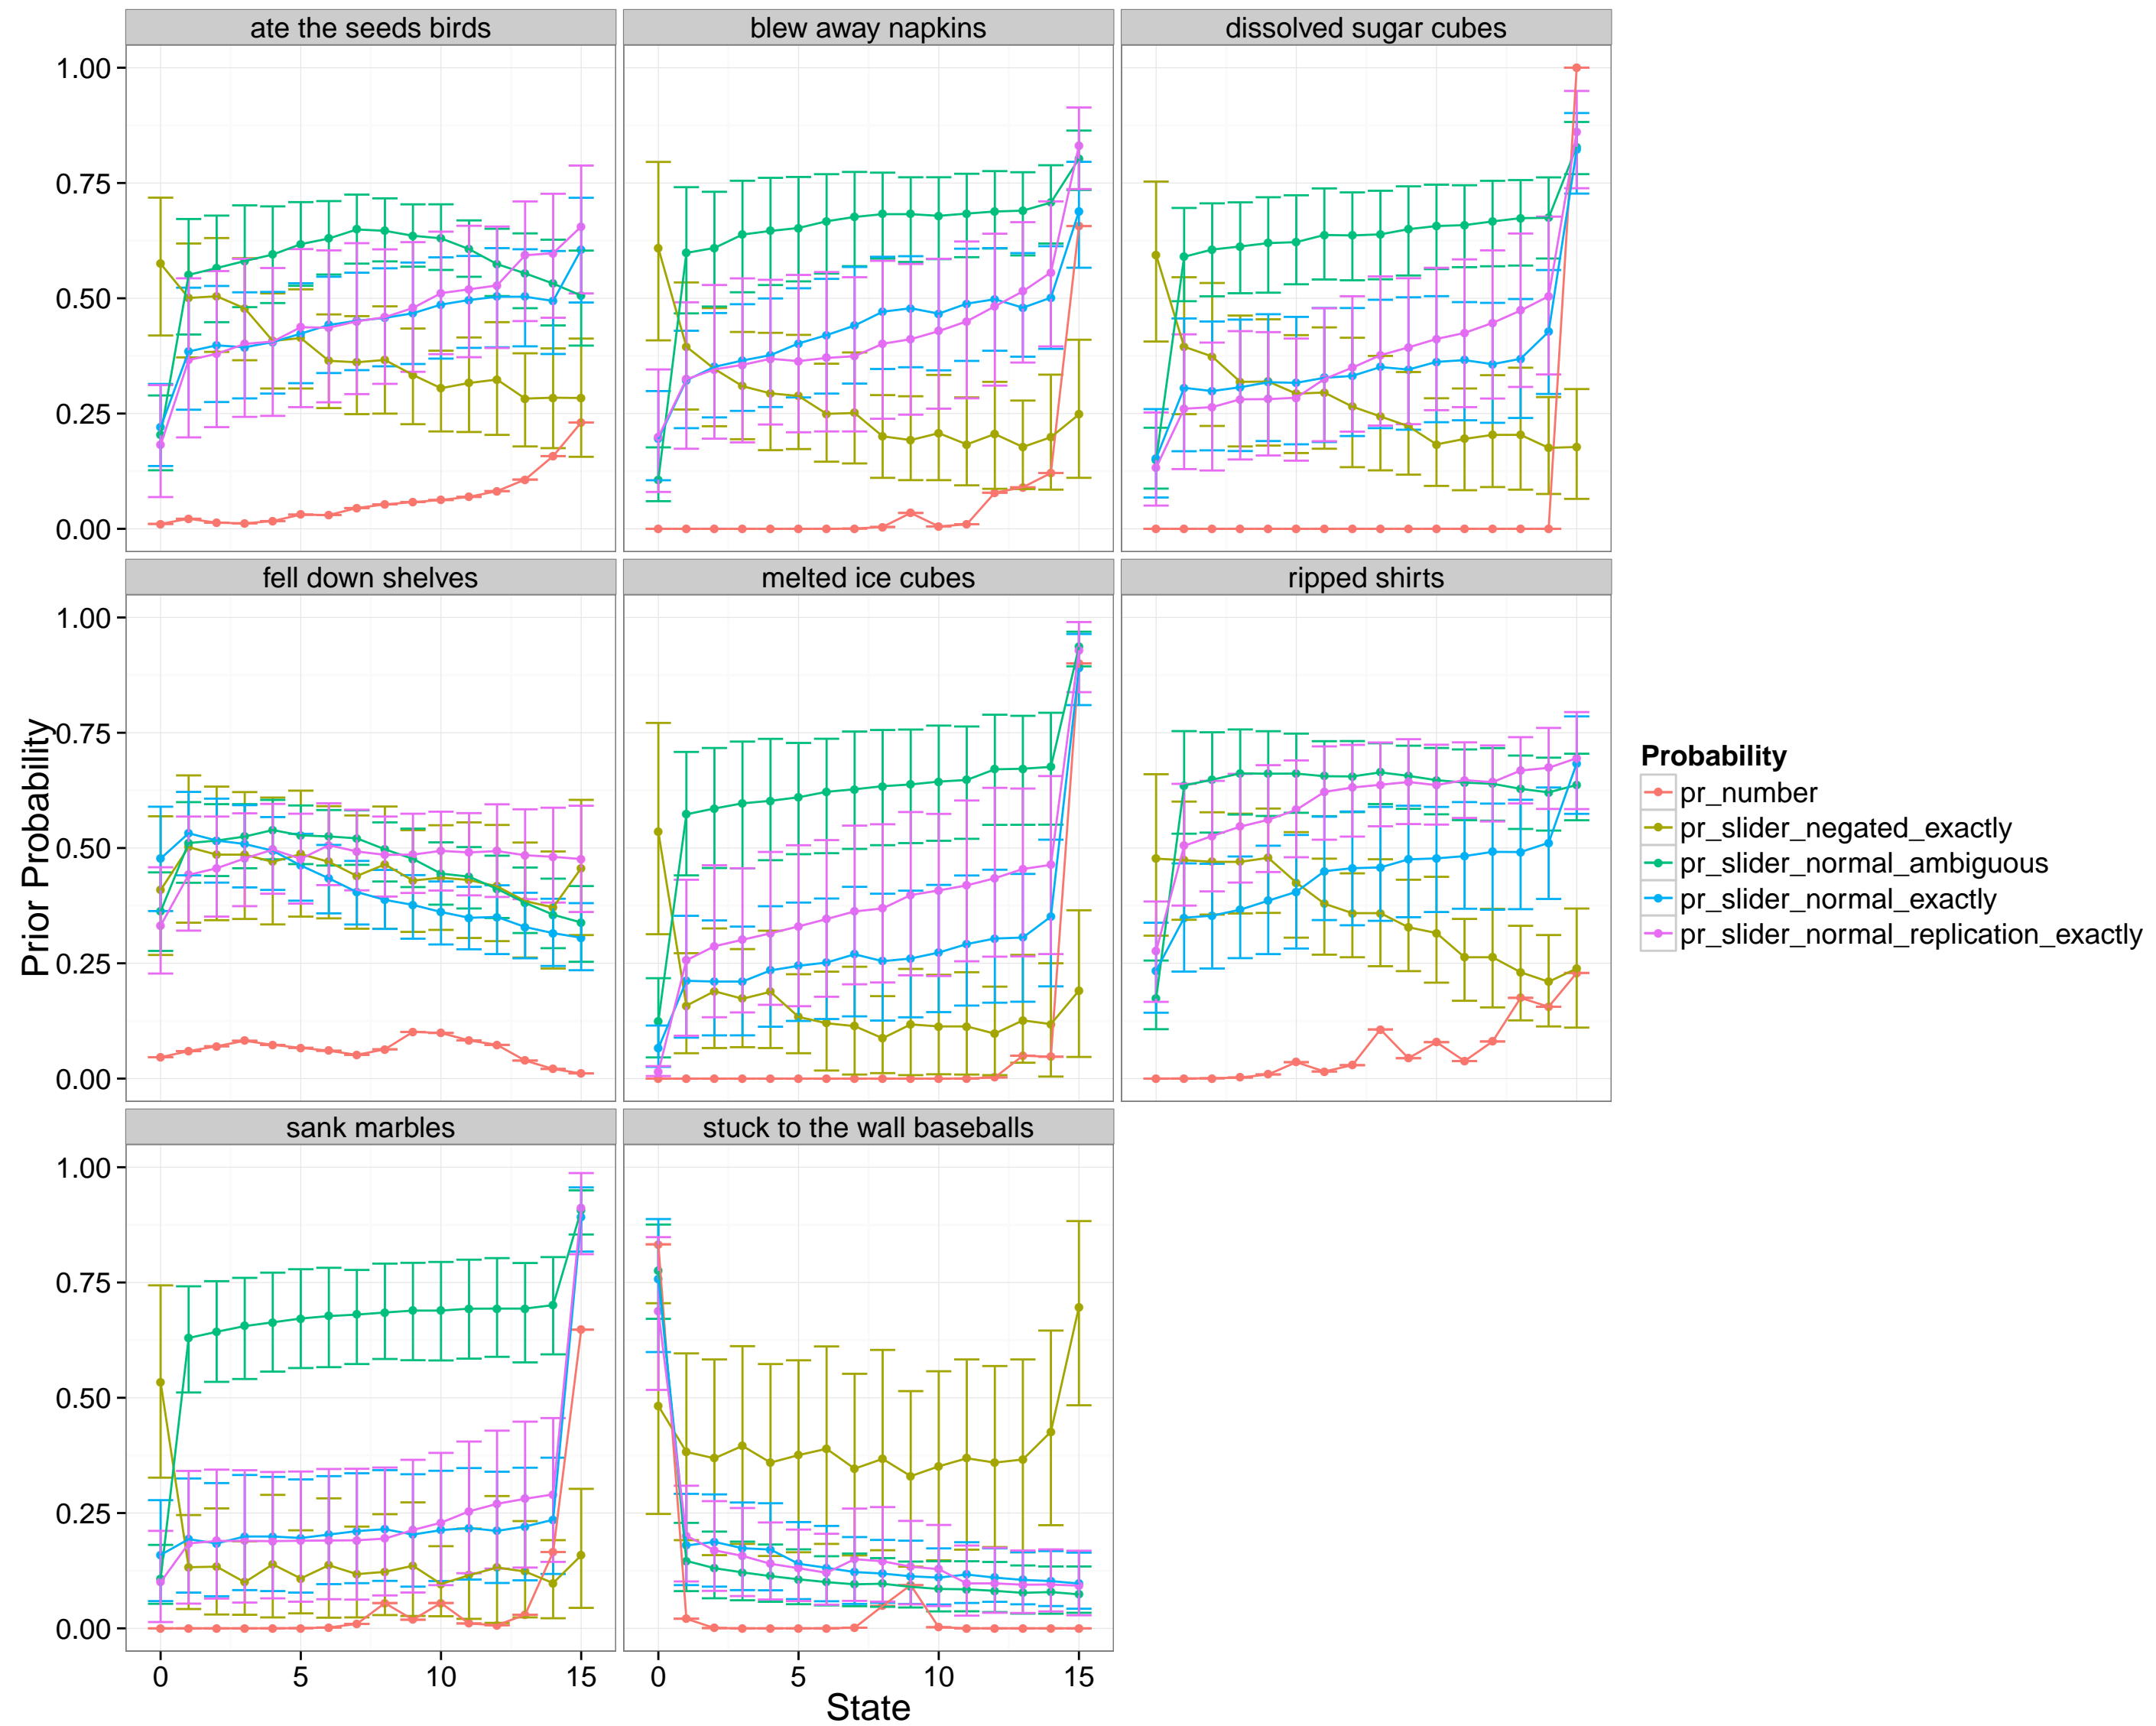 ate the seeds birds
blew away napkins
dissolved sugar cubes
1.00
0.75
0.50
0.25
0.00
fell down shelves
melted ice cubes
ripped shirts
1.00
0.75
0.50
0.25
0.00
sank marbles
stuck to the wall baseballs
1.00
0.75
0.50
0.25
0.00
0 5 10 15
0 5 10 15
State
Prior Probability
Probability
pr_number
pr_slider_negated_exactly
pr_slider_normal_ambiguous
pr_slider_normal_exactly
pr_slider_normal_replication_exactly